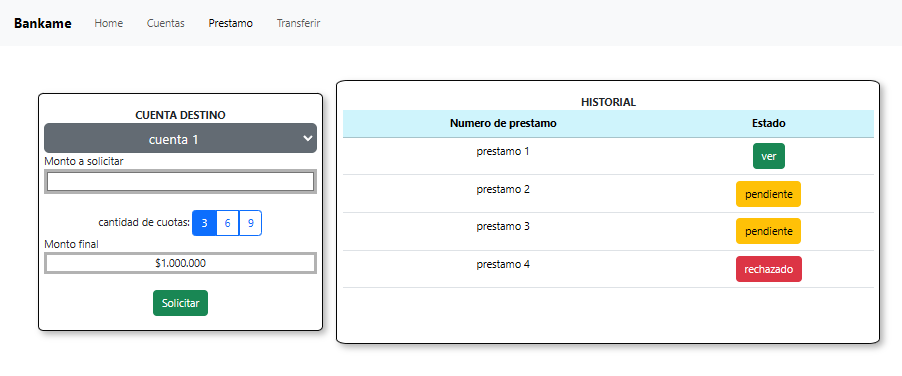 Bankame Home Cuentas Prestamo Transferir
CUENTA DESTINO
cuenta 1
Monto a solicitar
cantidad de cuotas: 3 6 9
Monto final
$1.000.000
Solicitar
HISTORIAL
Numero de prestamo Estado
prestamo 1 ver
prestamo 2 pendiente
prestamo 3 pendiente
prestamo 4 rechazado